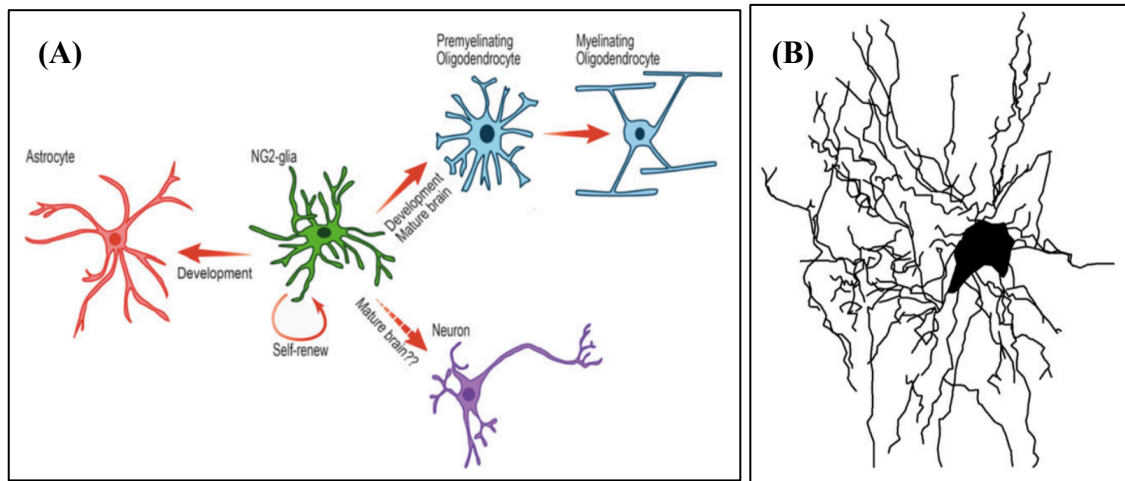 (A)
Premyelinating
Oligodendrocyte
Myelinating
Oligodendrocyte
Astrocyte
NG2-glia
Development
Development
Mature brain
Self-renew
Mature brain??
Neuron
(B)